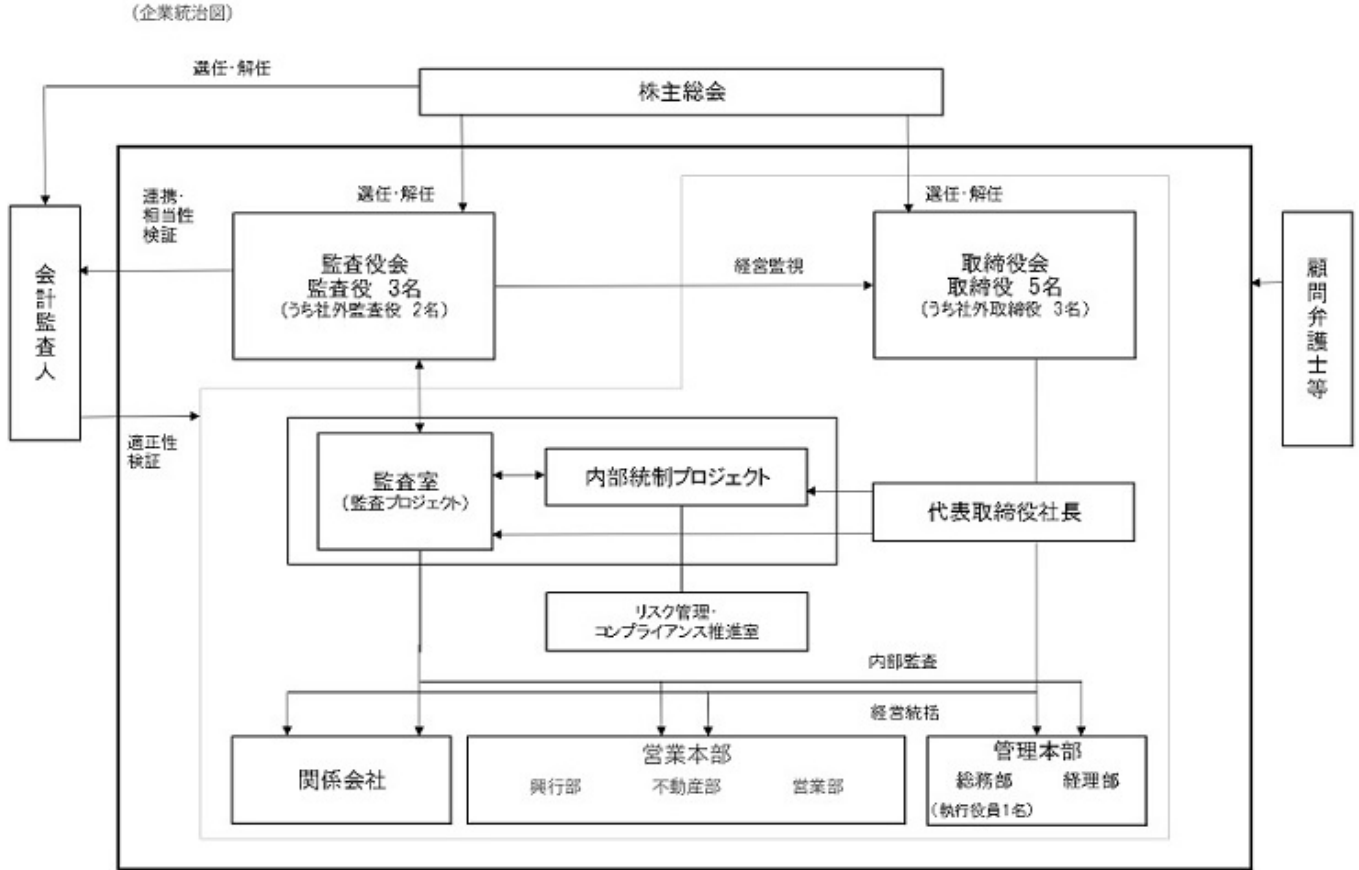 (企業統治図)
選任・解任
株主総会
連携・
相当性
検証
選任・解任
選任・解任
会計監査人
監査役会
監査役 3名
(うち社外監査役 2名)
経営監視
取締役会
取締役 5名
(うち社外取締役 3名)
顧問弁護士等
適正性
検証
監査室
(監査プロジェクト)
内部統制プロジェクト
代表取締役社長
リスク管理・
コンプライアンス推進室
内部監査
経営統括
関係会社
営業本部
興行部 不動産部 営業部
管理本部
総務部 経理部
(執行役員1名)